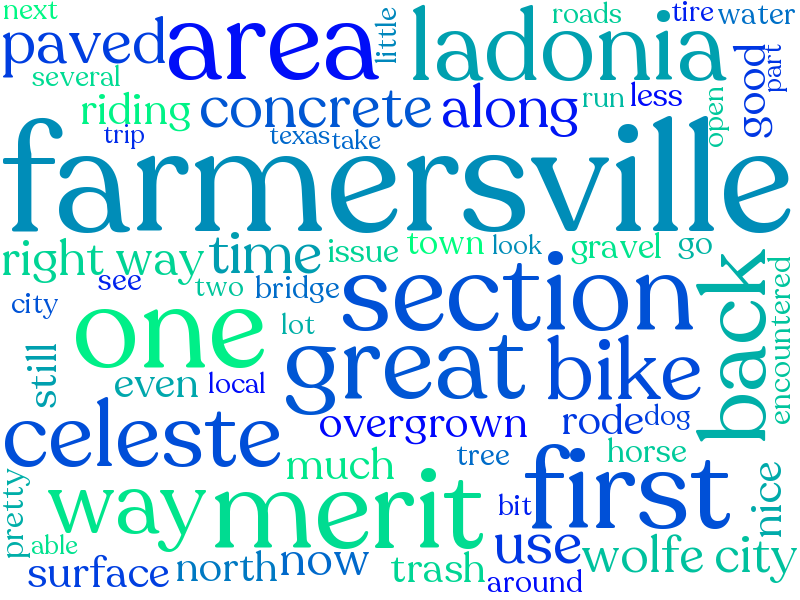 next
paved
area
little
ladonia
roads
tire
water
several
riding
concrete
along
run
less
good
part
trip
texas
take
open
farmersville
right way
time
issue
town
look
gravel
go
see
two
bridge
city
section
back
encountered
one
lot
great
bike
still
even
local
celeste
overgrown
rode
dog
way
merit
much
tree
first
horse
pretty
bit
nice
able
surface
north
now
trash
use
wolfe city
around